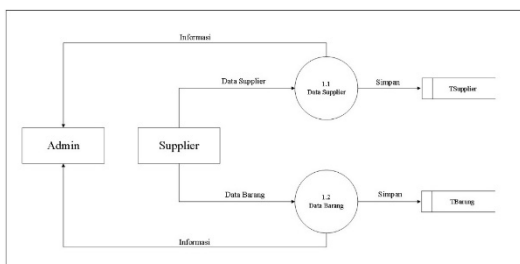 Informasi
1.1
Data Supplier
Data Supplier
Simpan
TSupplier
Admin
Supplier
1.2
Data Barang
Data Barang
Simpan
TBarang
Informasi